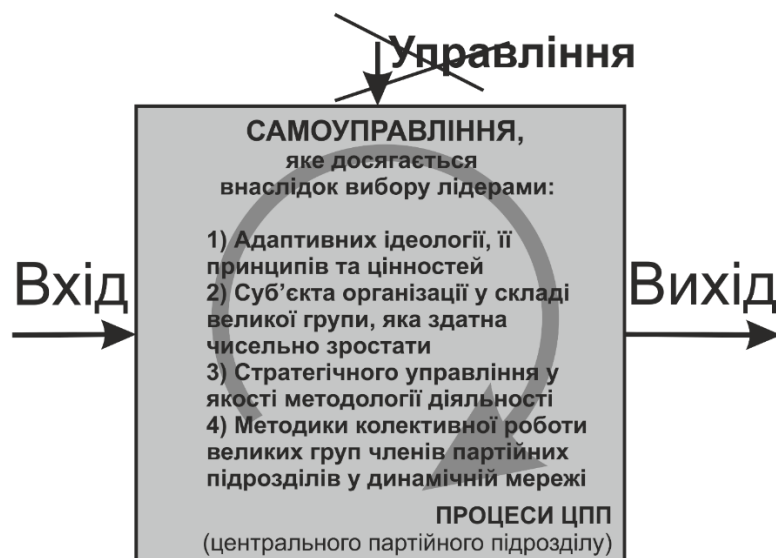 Управління
САМОУПРАВЛІННЯ,
яке досягається
внаслідок вибору лідерами:
1) Адаптивних ідеології, її
принципів та цінностей
2) Суб’єкта організації у складі
великої групи, яка здатна
чисельно зростати
3) Стратегічного управління у
якості методології діяльності
4) Методики колективної роботи
великих груп членів партійних
підрозділів у динамічній мережі
Вхід
Вихід
ПРОЦЕСИ ЦПП
(центрального партійного підрозділу)